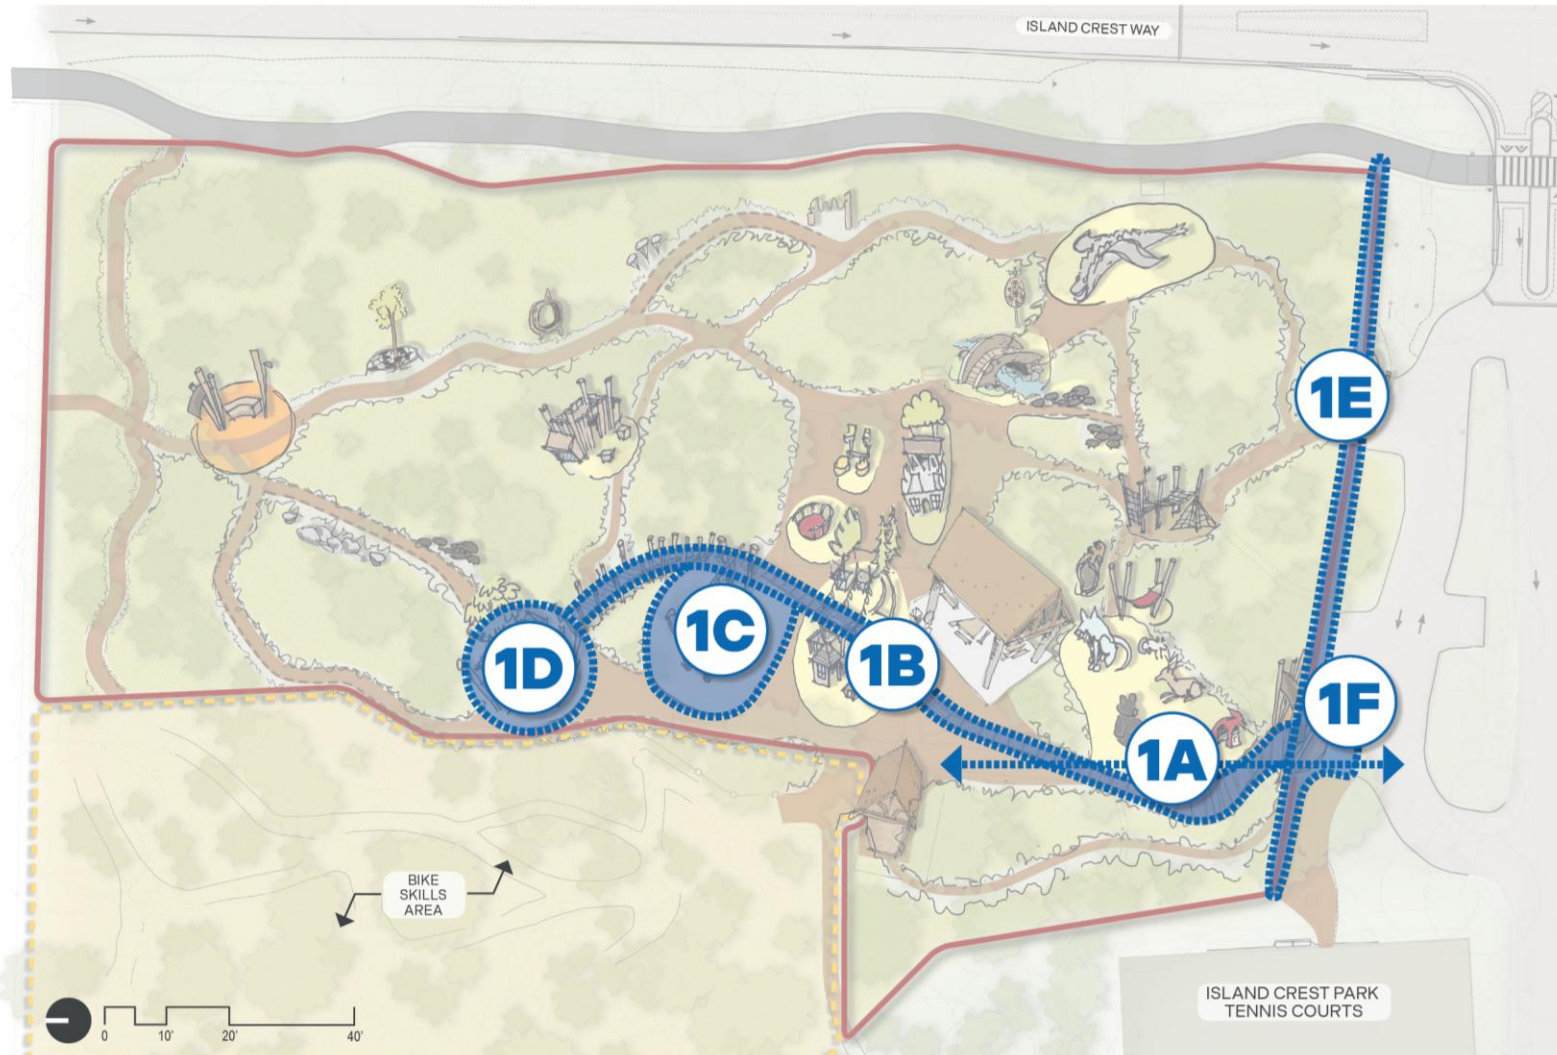 ISLAND CREST WAY
1E
1C
1D
1B
1F
1A
BIKE
SKILLS
AREA
ISLAND CREST PARK
TENNIS COURTS
0 10' 20' 40'